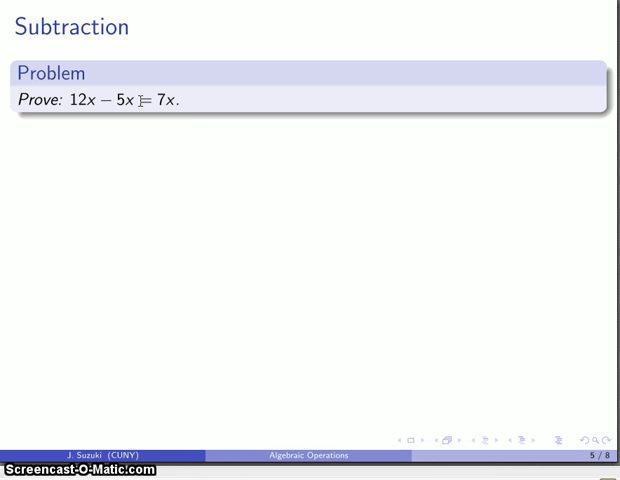 Subtraction
Problem
Prove: 12x − 5x = 7x.
J. Suzuki (CUNY) Algebraic Operations 5 / 8
Screencast-O-Matic.com